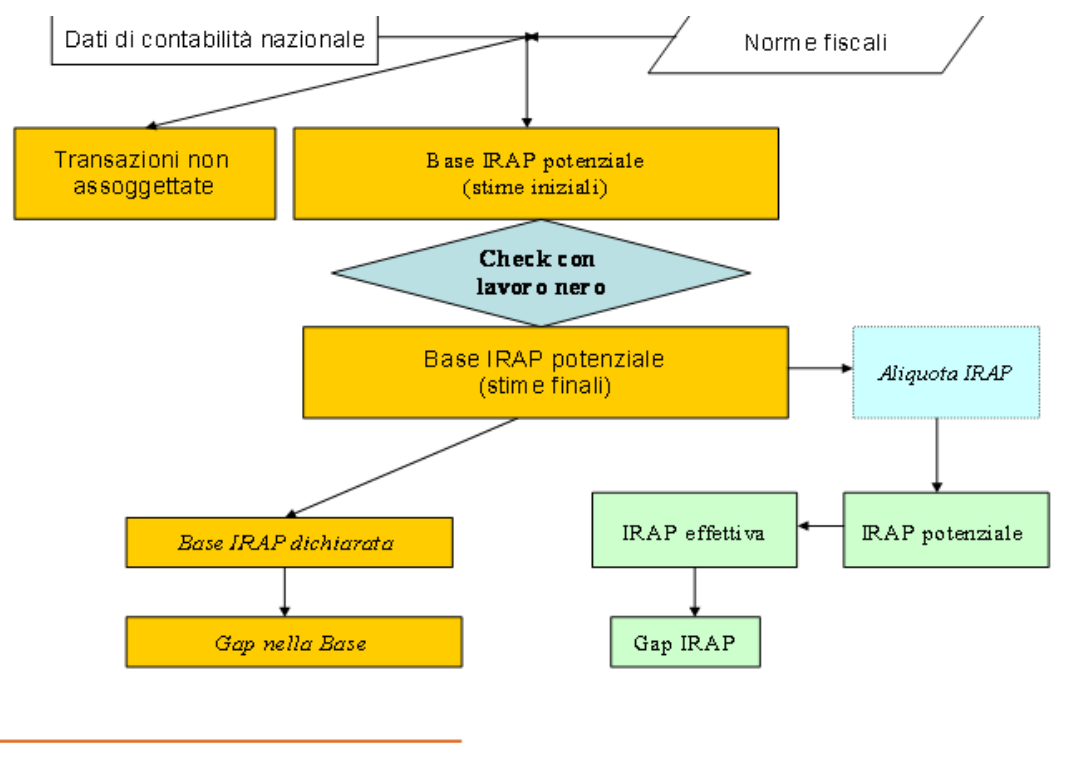 Dati di contabilità nazionale
Norme fiscali
Transazioni non
assoggettate
Base IRAP potenziale
(stime iniziali)
Check con
lavoro nero
Base IRAP potenziale
(stime finali)
Aliquota IRAP
IRAP effettiva
IRAP potenziale
Base IRAP dichiarata
Gap nella Base
Gap IRAP